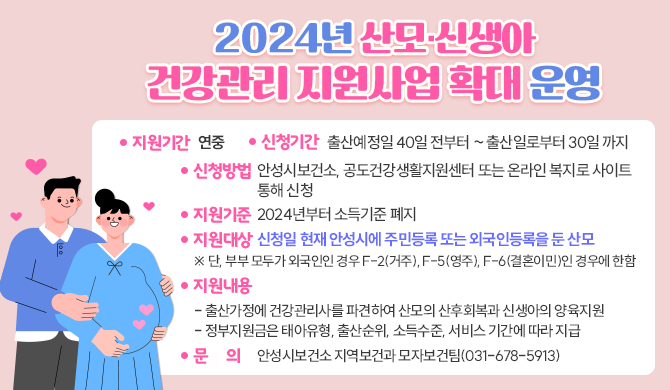 2024년 산모·신생아
건강관리 지원사업 확대 운영
• 지원기간 연중 • 신청기간 출산예정일 40일 전부터 ~ 출산일로부터 30일 까지
• 신청방법 안성시보건소, 공도건강생활지원센터 또는 온라인 복지로 사이트
통해 신청
• 지원기준 2024년부터 소득기준 폐지
• 지원대상 신청일 현재 안성시에 주민등록 또는 외국인등록을 둔 산모
※ 단, 부부 모두가 외국인인 경우 F-2(거주), F-5(영주), F-6(결혼이민)인 경우에 한함
• 지원내용
- 출산가정에 건강관리사를 파견하여 산모의 산후회복과 신생아의 양육지원
- 정부지원금은 태아유형, 출산순위, 소득수준, 서비스 기간에 따라 지급
• 문 의 안성시보건소 지역보건과 모자보건팀(031-678-5913)